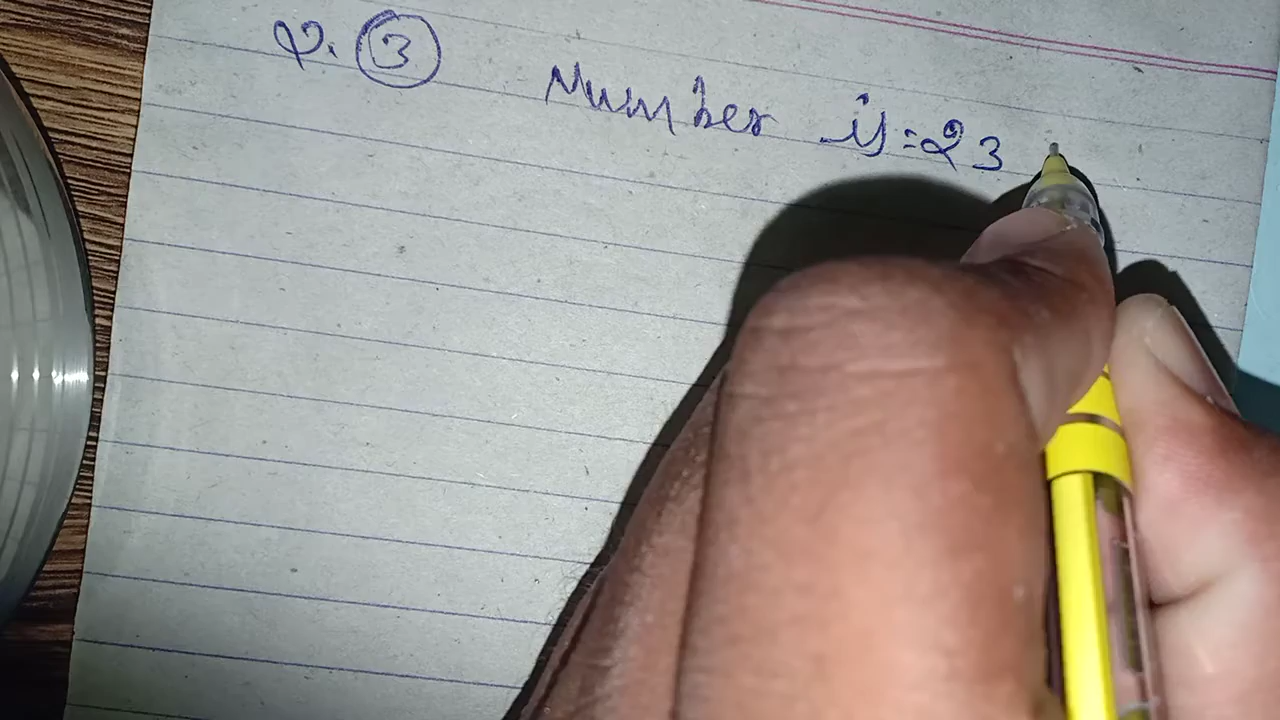 Q. 3 Number is = 23